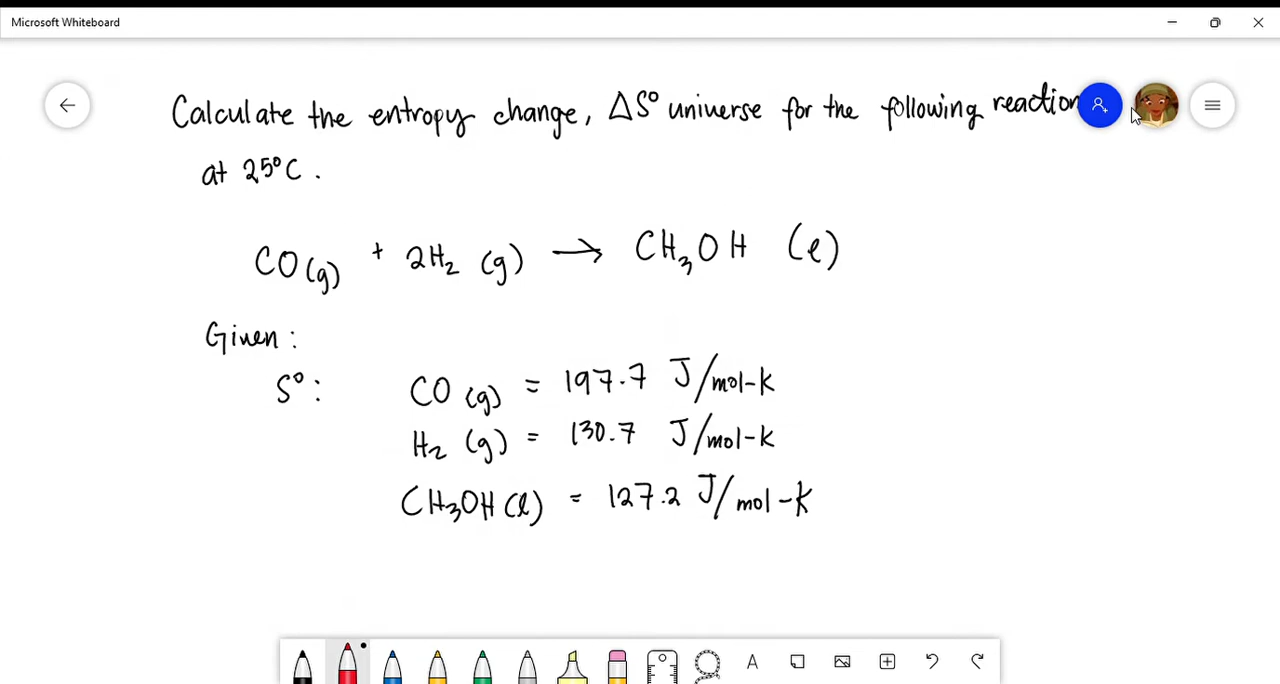 Microsoft Whiteboard
Calculate the entropy change, ΔS° universe for the following reaction
at 25°C.
CO(g) + 2H₂ (g) → CH₃OH (l)
Given:
S°: CO (g) = 197.7 J/mol-K
H₂ (g) = 130.7 J/mol-K
CH₃OH (l) = 127.2 J/mol-K
A